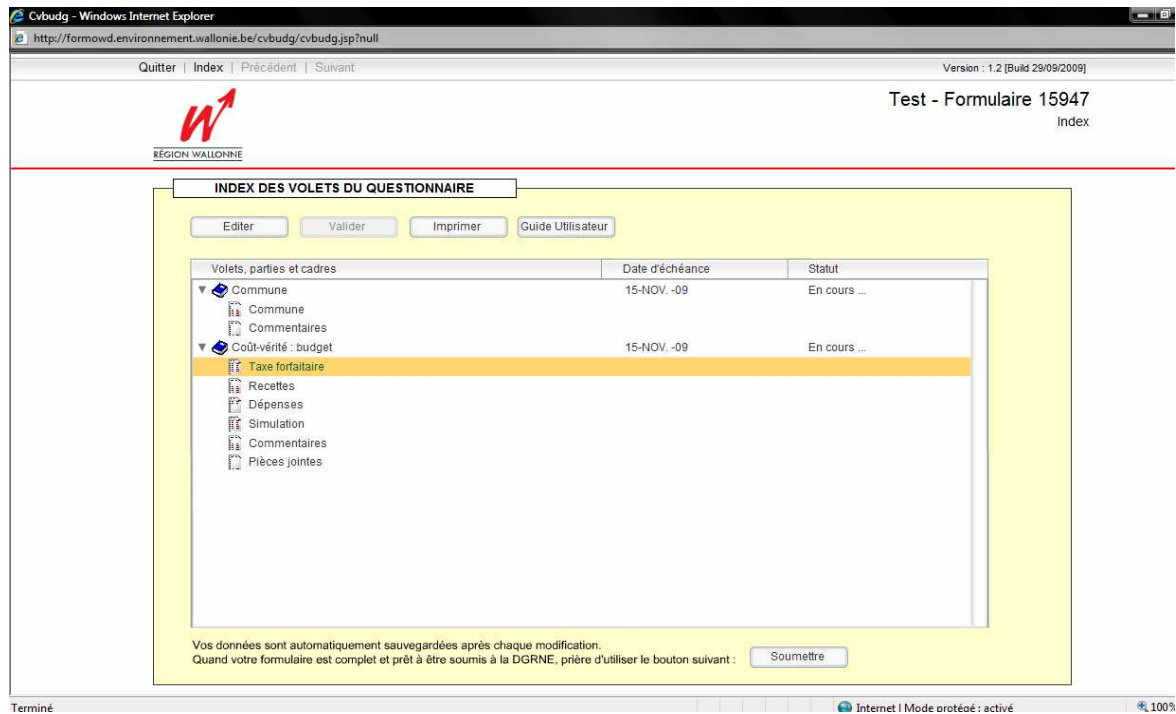 Cvbudg - Windows Internet Explorer
http://formowd.environnement.wallonie.be/cvbudg/cvbudg.jsp?null
Quitter | Index | Précédent | Suivant Version : 1.2 [Build 29/09/2009]
Test - Formulaire 15947
Index
W
RÉGION WALLONNE
INDEX DES VOLETS DU QUESTIONNAIRE
Editer Valider Imprimer Guide Utilisateur
Volets, parties et cadres Date d'échéance Statut
Commune 15-NOV. -09 En cours ...
Commune
Commentaires
Coût-vérité : budget 15-NOV. -09 En cours ...
Taxe forfaitaire
Recettes
Dépenses
Simulation
Commentaires
Pièces jointes
Vos données sont automatiquement sauvegardées après chaque modification.
Quand votre formulaire est complet et prêt à être soumis à la DGRNE, prière d'utiliser le bouton suivant : Soumettre
Terminé Internet | Mode protégé : activé 100%